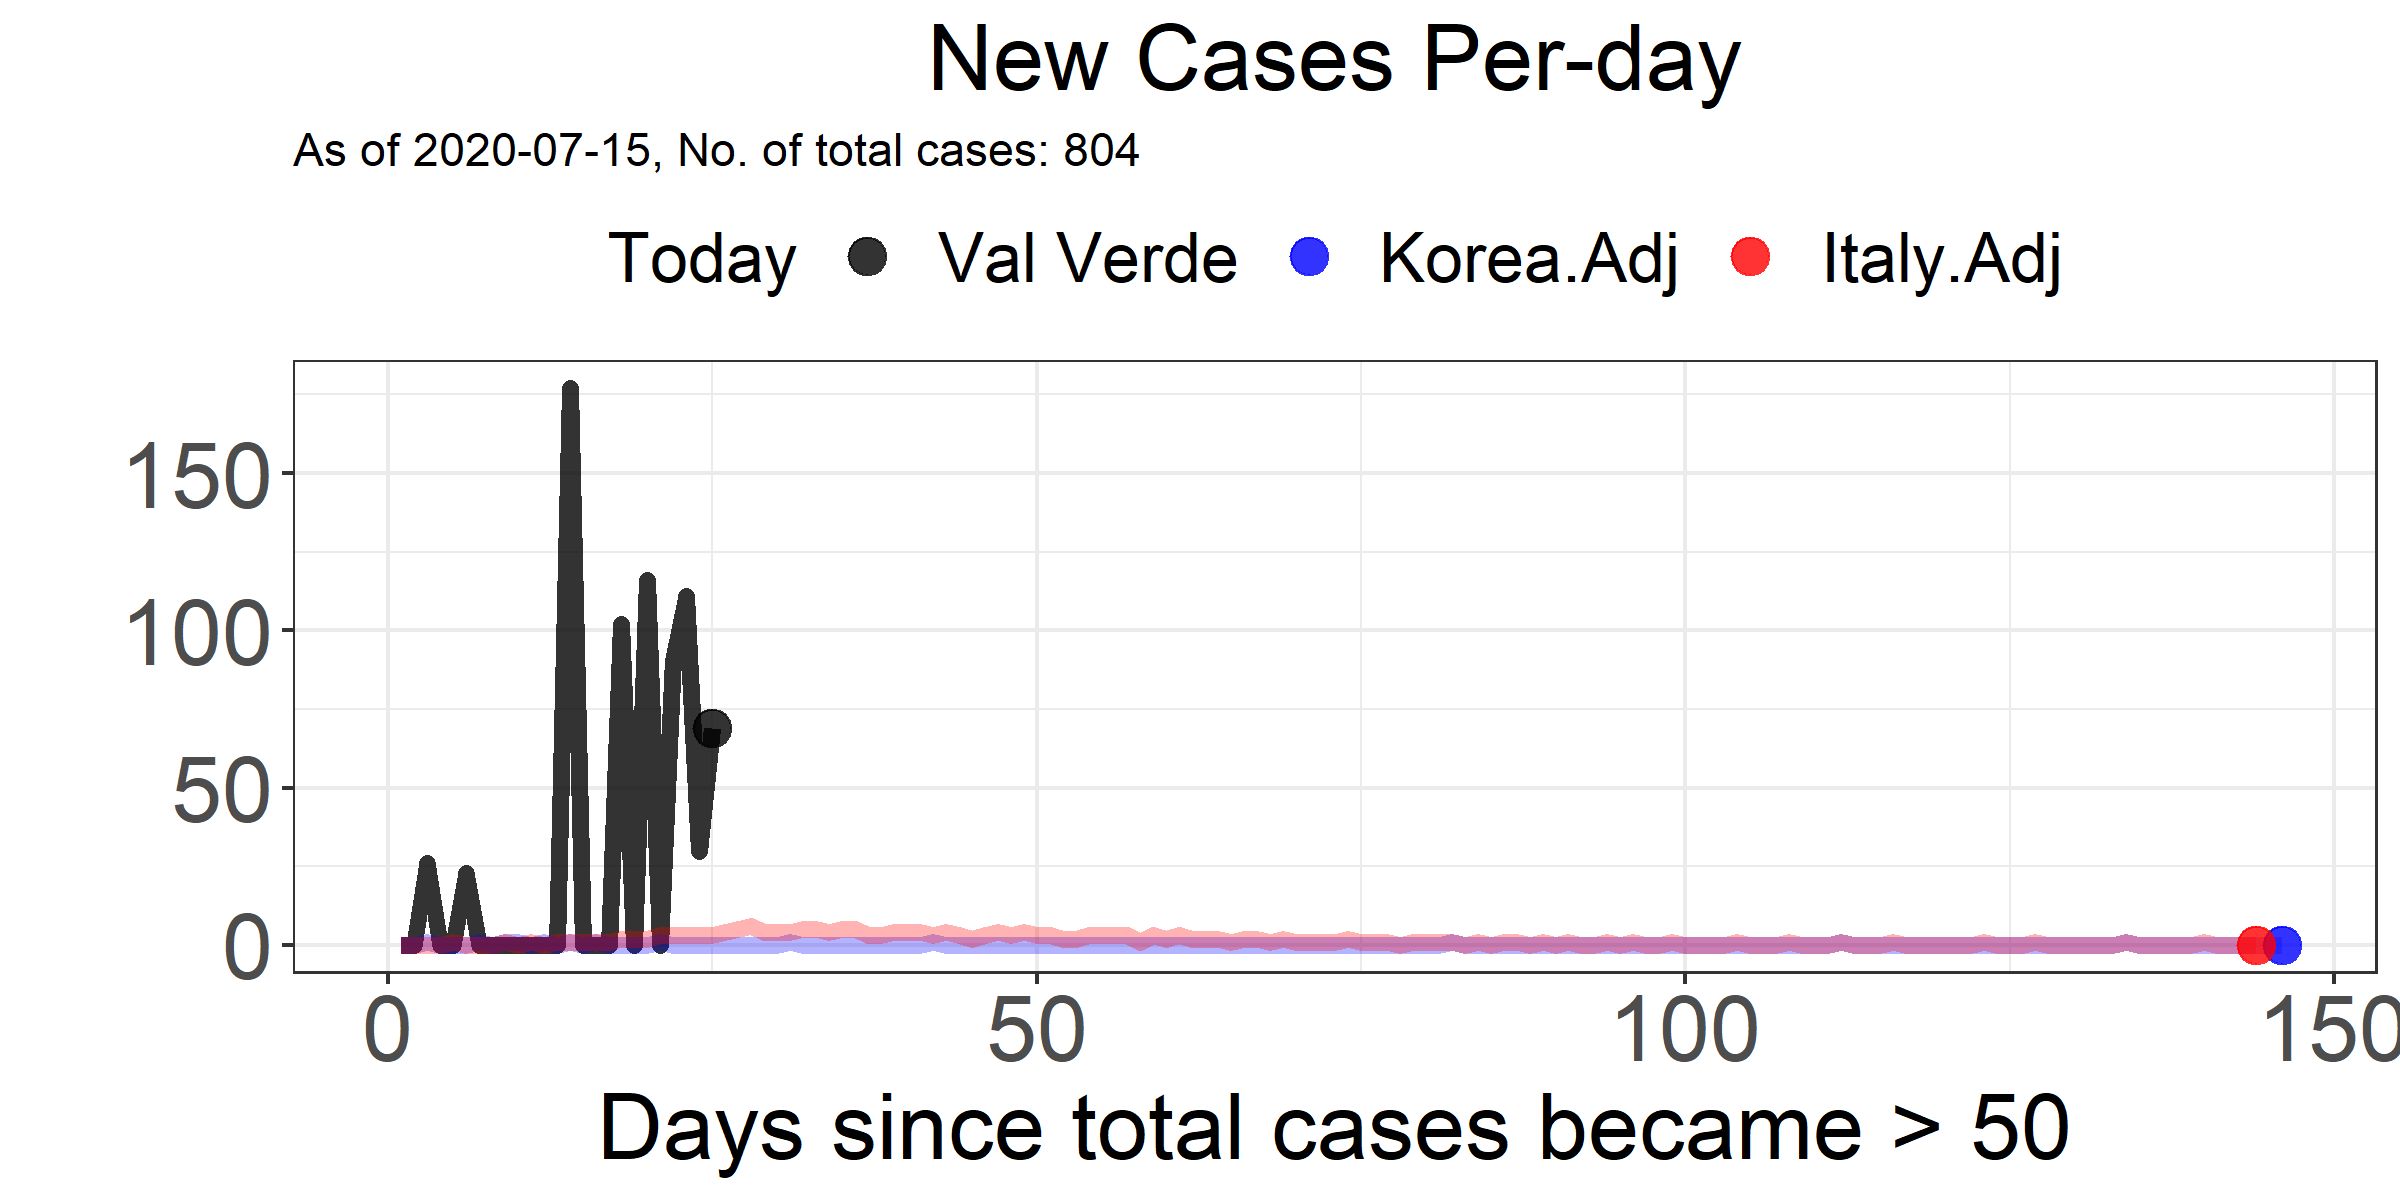 New Cases Per-day
As of 2020-07-15, No. of total cases: 804
Today Val Verde Korea.Adj Italy.Adj
150
100
50
0
0 50 100 150
Days since total cases became > 50